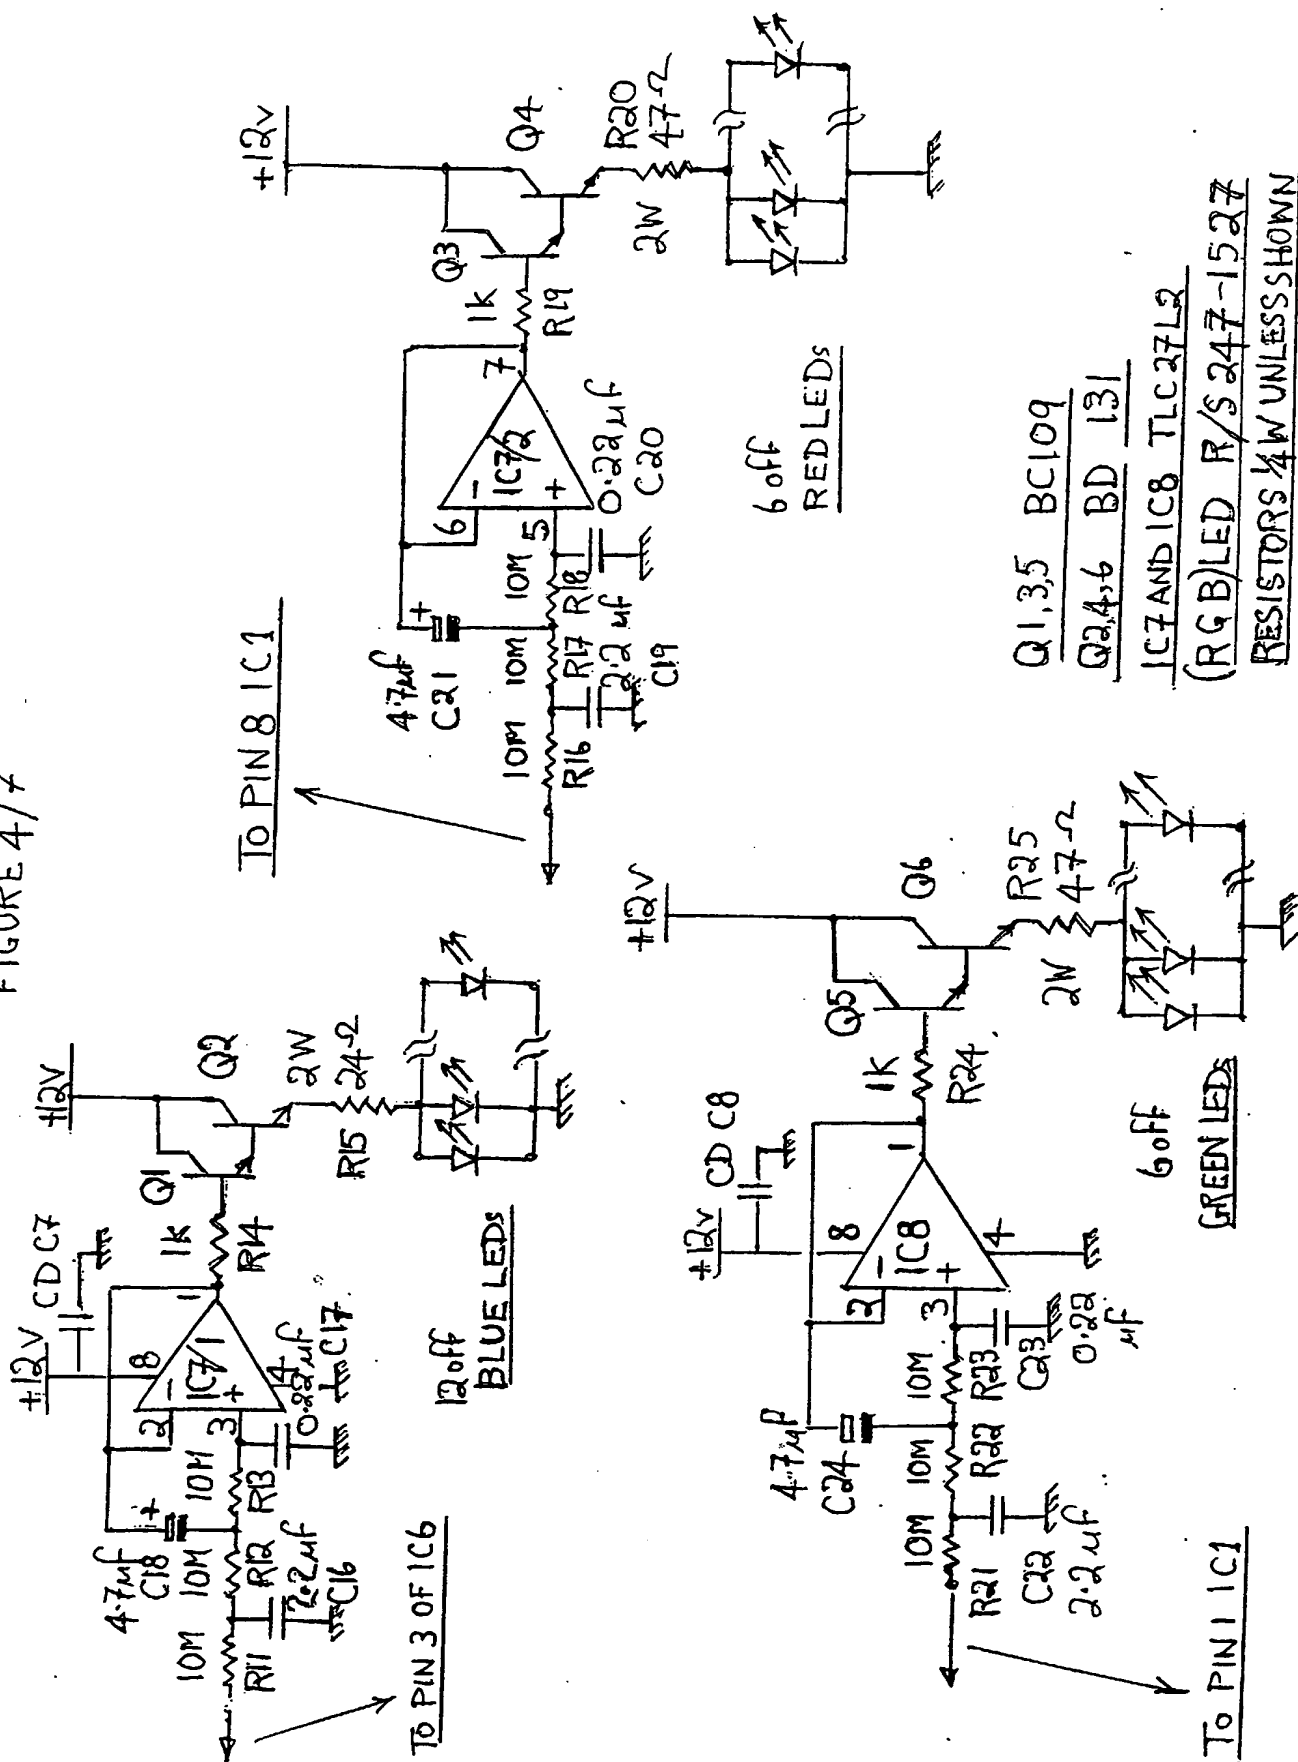 FIGURE 4/4
+12V
CD C7
+12V
4.7µF
C18
10M
10M
10M
R11
R12
R13
2.2µF
C16
0.22µF
C17
2
3
8
1
4
IC7/1
-
+
1K
R14
Q1
Q2
2W
24Ω
R15
12 off
BLUE LEDs
TO PIN 3 OF IC6
TO PIN 8 IC1
+12V
4.7µF
C21
+
10M
10M
10M
R16
R17
R18
2.2µF
C19
0.22µF
C20
6
5
7
IC7/2
-
+
1K
R19
Q3
Q4
R20
47Ω
2W
6 off
RED LEDs
+12V
CD C8
+12V
4.7µF
C24
10M
10M
10M
R21
R22
R23
C22
2.2µF
C23
0.22
µF
2
3
8
1
4
IC8
-
+
1K
R24
Q5
Q6
R25
47Ω
2W
6 off
GREEN LEDs
TO PIN 1 IC1
Q1,3,5 BC109
Q2,4,6 BD 131
IC7 AND IC8 TLC27L2
(RGB)LED R/S 247-1527
RESISTORS ¼W UNLESS SHOWN